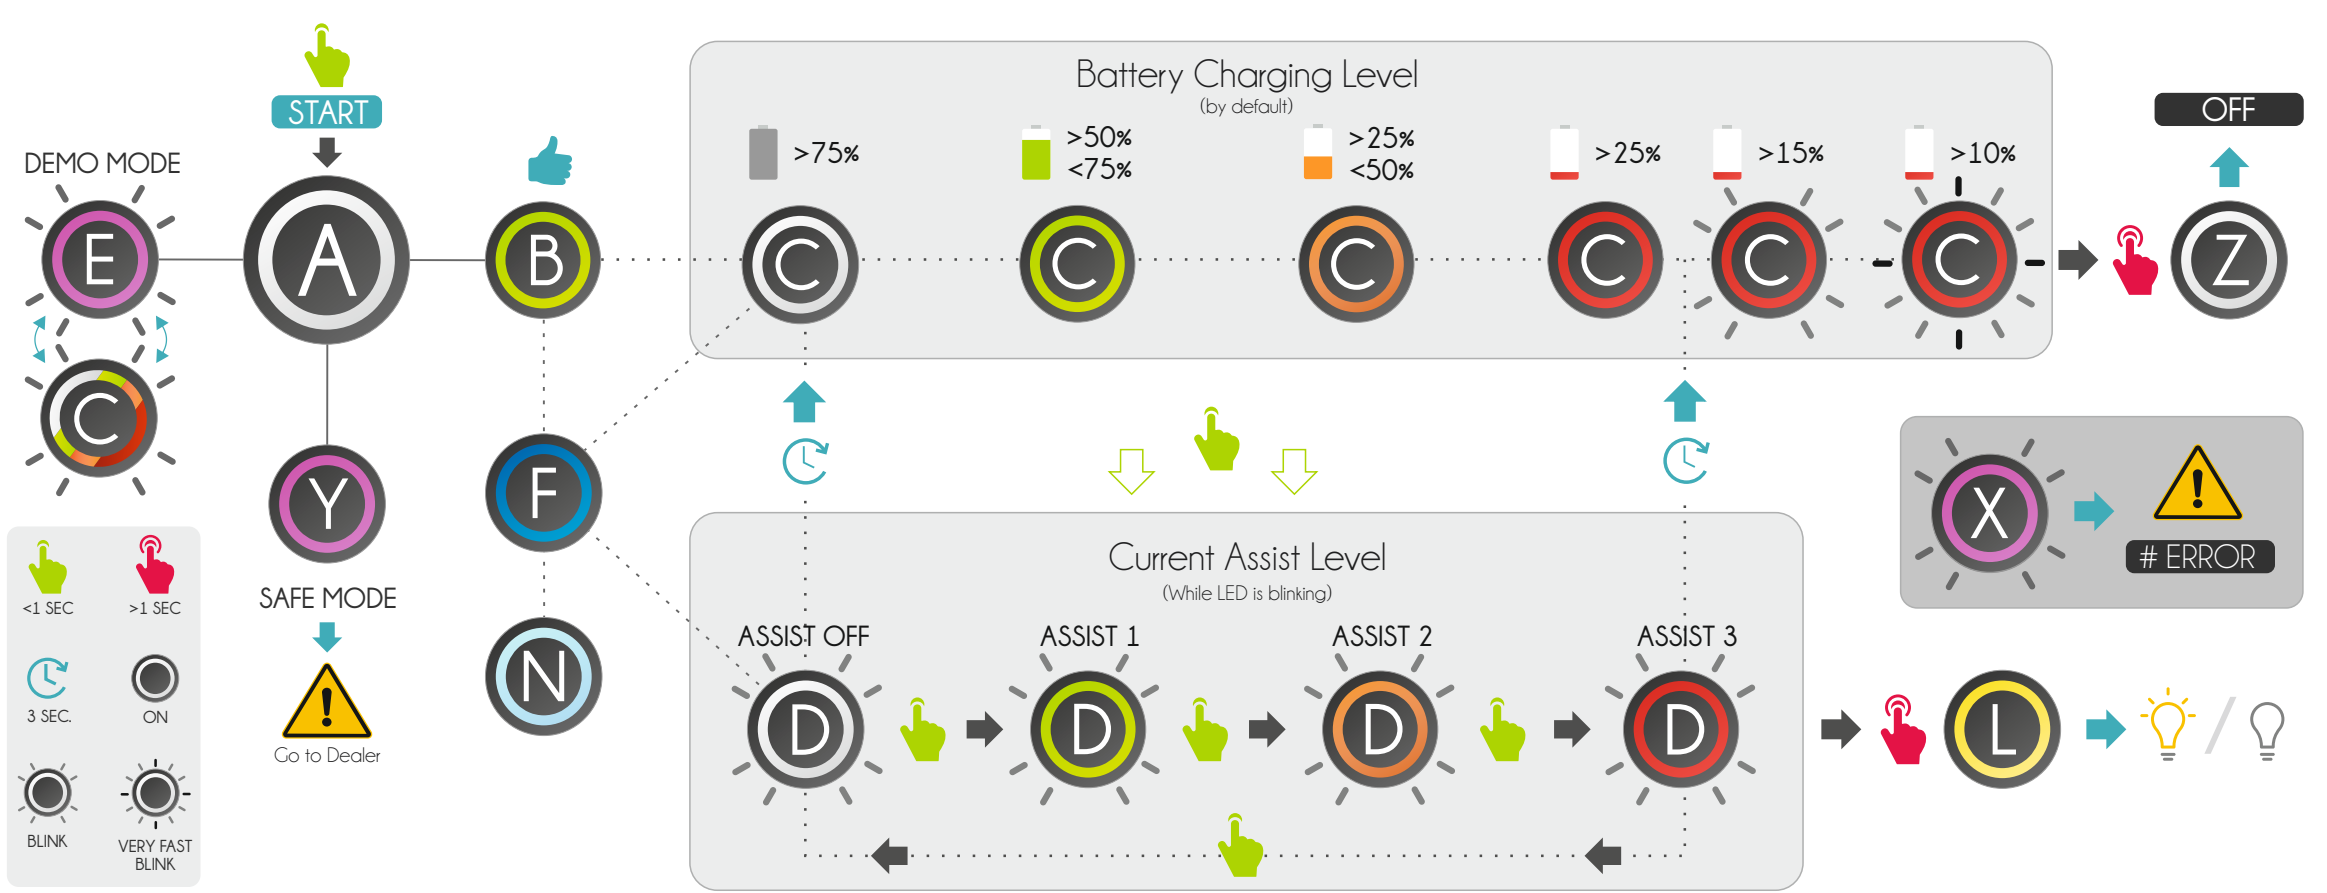 START
DEMO MODE
E
A
B
C
Y
SAFE MODE
Go to Dealer
F
N
Battery Charging Level
(by default)
>75%
>50%
<75%
>25%
<50%
>25%
>15%
>10%
C
C
C
C
C
C
OFF
Z
Current Assist Level
(While LED is blinking)
ASSIST OFF
ASSIST 1
ASSIST 2
ASSIST 3
D
D
D
D
X
# ERROR
L
<1 SEC
>1 SEC
3 SEC.
ON
BLINK
VERY FAST
BLINK